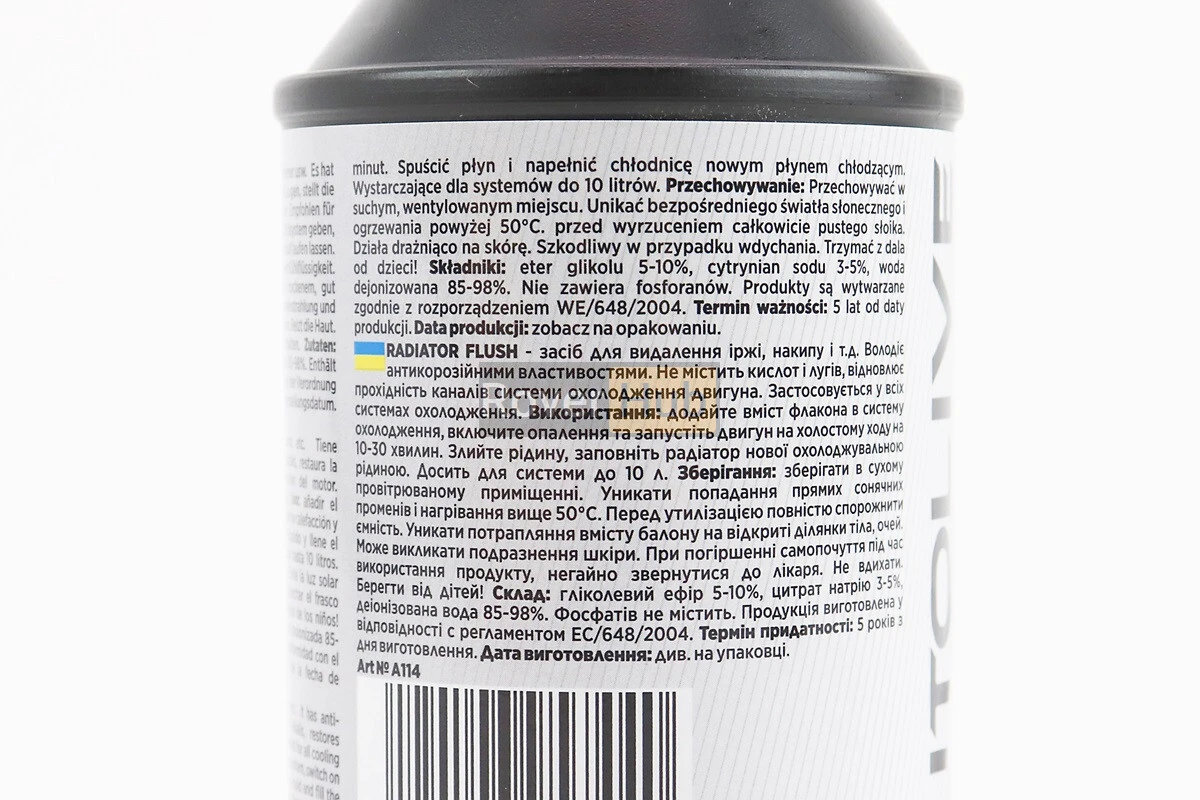 minut. Spuścić płyn i napełnić chłodnicę nowym płynem chłodzącym.
Wystarczające dla systemów do 10 litrów. Przechowywanie: Przechowywać w
suchym, wentylowanym miejscu. Unikać bezpośredniego światła słonecznego i
ogrzewania powyżej 50°C. przed wyrzuceniem całkowicie pustego słoika.
Działa drażniąco na skórę. Szkodliwy w przypadku wdychania. Trzymać z dala
od dzieci! Składniki: eter glikolu 5-10%, cytrynian sodu 3-5%, woda
dejonizowana 85-98%. Nie zawiera fosforanów. Produkty są wytwarzane
zgodnie z rozporządzeniem WE/648/2004. Termin ważności: 5 lat od daty
produkcji. Data produkcji: zobacz na opakowaniu.
RADIATOR FLUSH - засіб для видалення іржі, накипу і т.д. Володіє
антикорозійними властивостями. Не містить кислот і лугів, відновлює
прохідність каналів системи охолодження двигуна. Застосовується у всіх
системах охолодження. Використання: додайте вміст флакона в систему
охолодження, включите опалення та запустіть двигун на холостому ходу на
10-30 хвилин. Злийте рідину, заповніть радіатор нової охолоджувальною
рідиною. Досить для системи до 10 л. Зберігання: зберігати в сухому
провітрюваному приміщенні. Уникати попадання прямих сонячних
променів і нагрівання вище 50°С. Перед утилізацією повністю спорожнити
ємність. Уникати потрапляння вмісту балону на відкриті ділянки тіла, очей.
Може викликати подразнення шкіри. При погіршенні самопочуття під час
використання продукту, негайно звернутися до лікаря. Не вдихати.
Берегти від дітей! Склад: гліколевий ефір 5-10%, цитрат натрію 3-5%,
деіонізована вода 85-98%. Фосфатів не містить. Продукція виготовлена у
відповідності с регламентом ЕС/648/2004. Термін придатності: 5 років з
дня виготовлення. Дата виготовлення: див. на упаковці.
Art № A114
Rover Hub